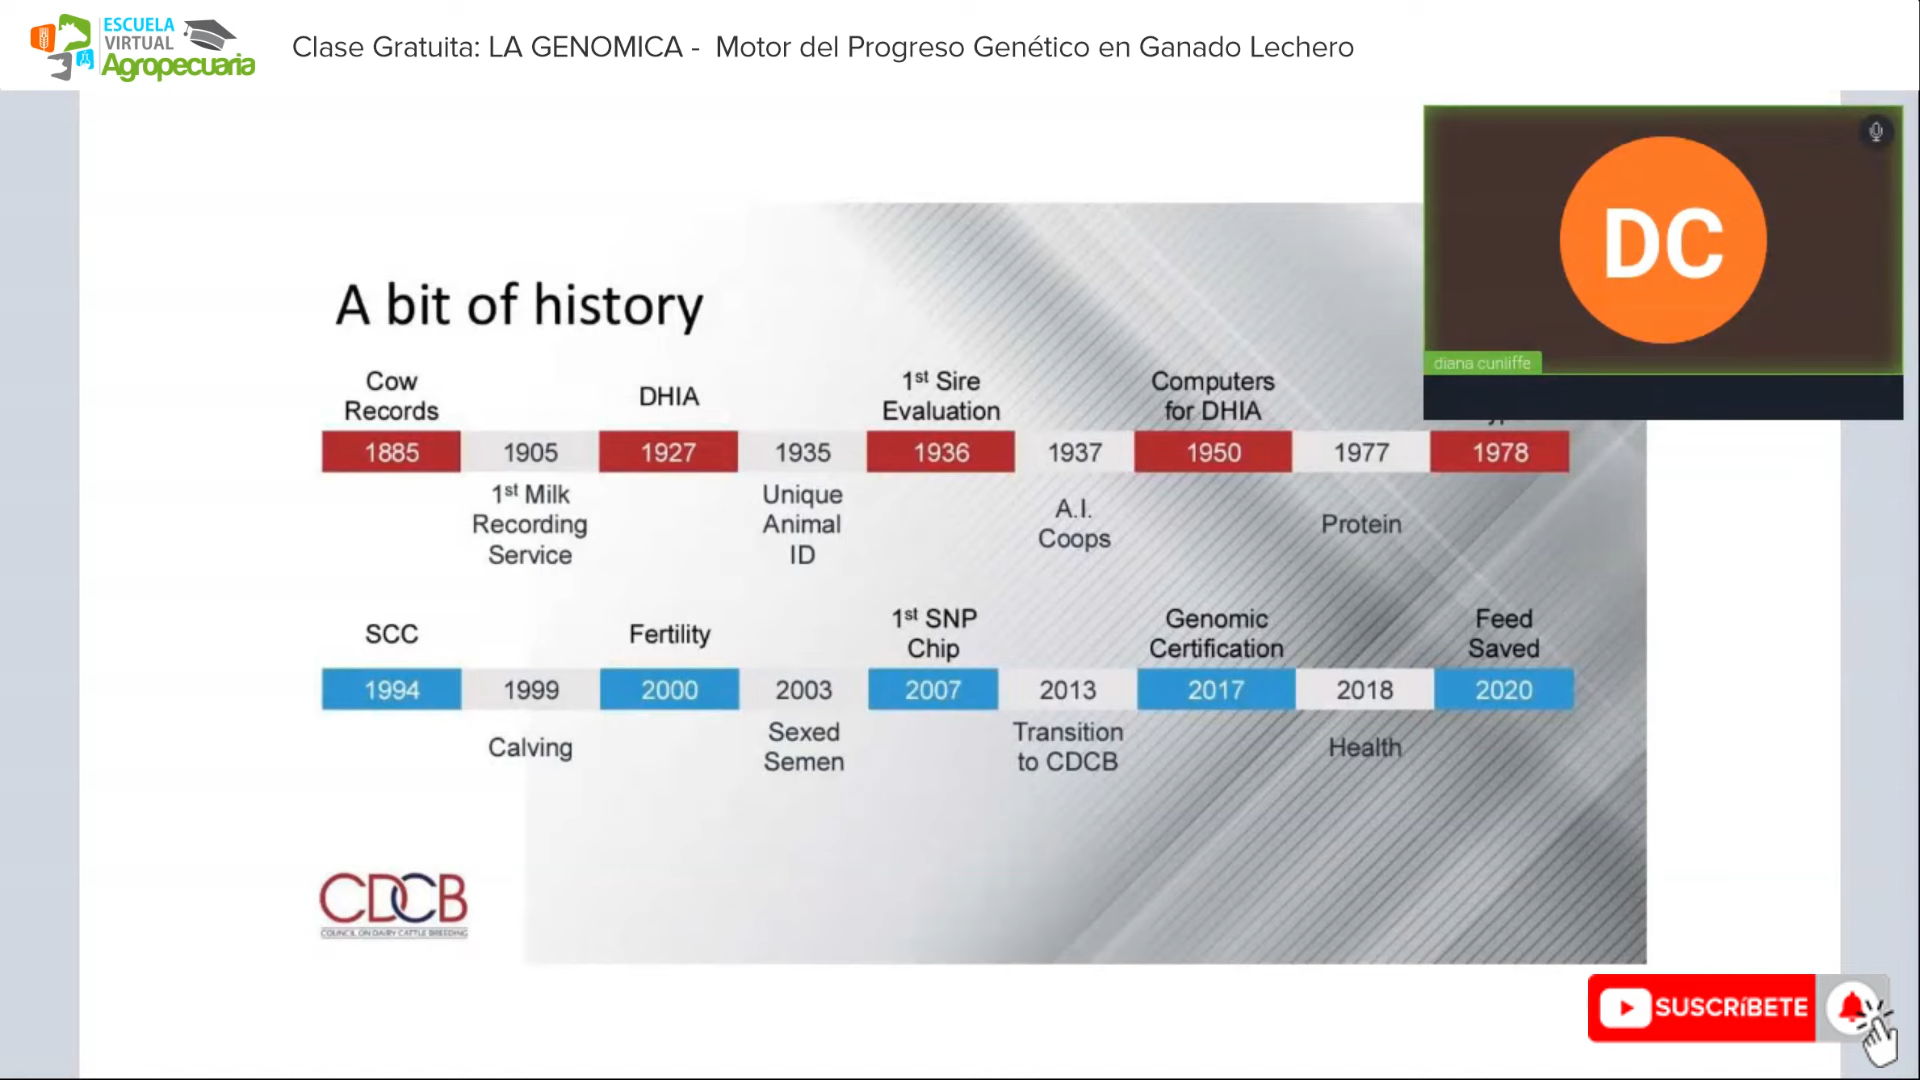 ESCUELA
VIRTUAL
Agropecuaria
Clase Gratuita: LA GENOMICA - Motor del Progreso Genético en Ganado Lechero
DC
diana cunliffe
A bit of history
Cow
Records
DHIA
1st Sire
Evaluation
Computers
for DHIA
1885 1905 1927 1935 1936 1937 1950 1977 1978
1st Milk
Recording
Service
Unique
Animal
ID
A.I.
Coops
Protein
SCC
Fertility
1st SNP
Chip
Genomic
Certification
Feed
Saved
1994 1999 2000 2003 2007 2013 2017 2018 2020
Calving
Sexed
Semen
Transition
to CDCB
Health
CDCB
COUNCIL ON DAIRY CATTLE BREEDING
SUSCRíBETE